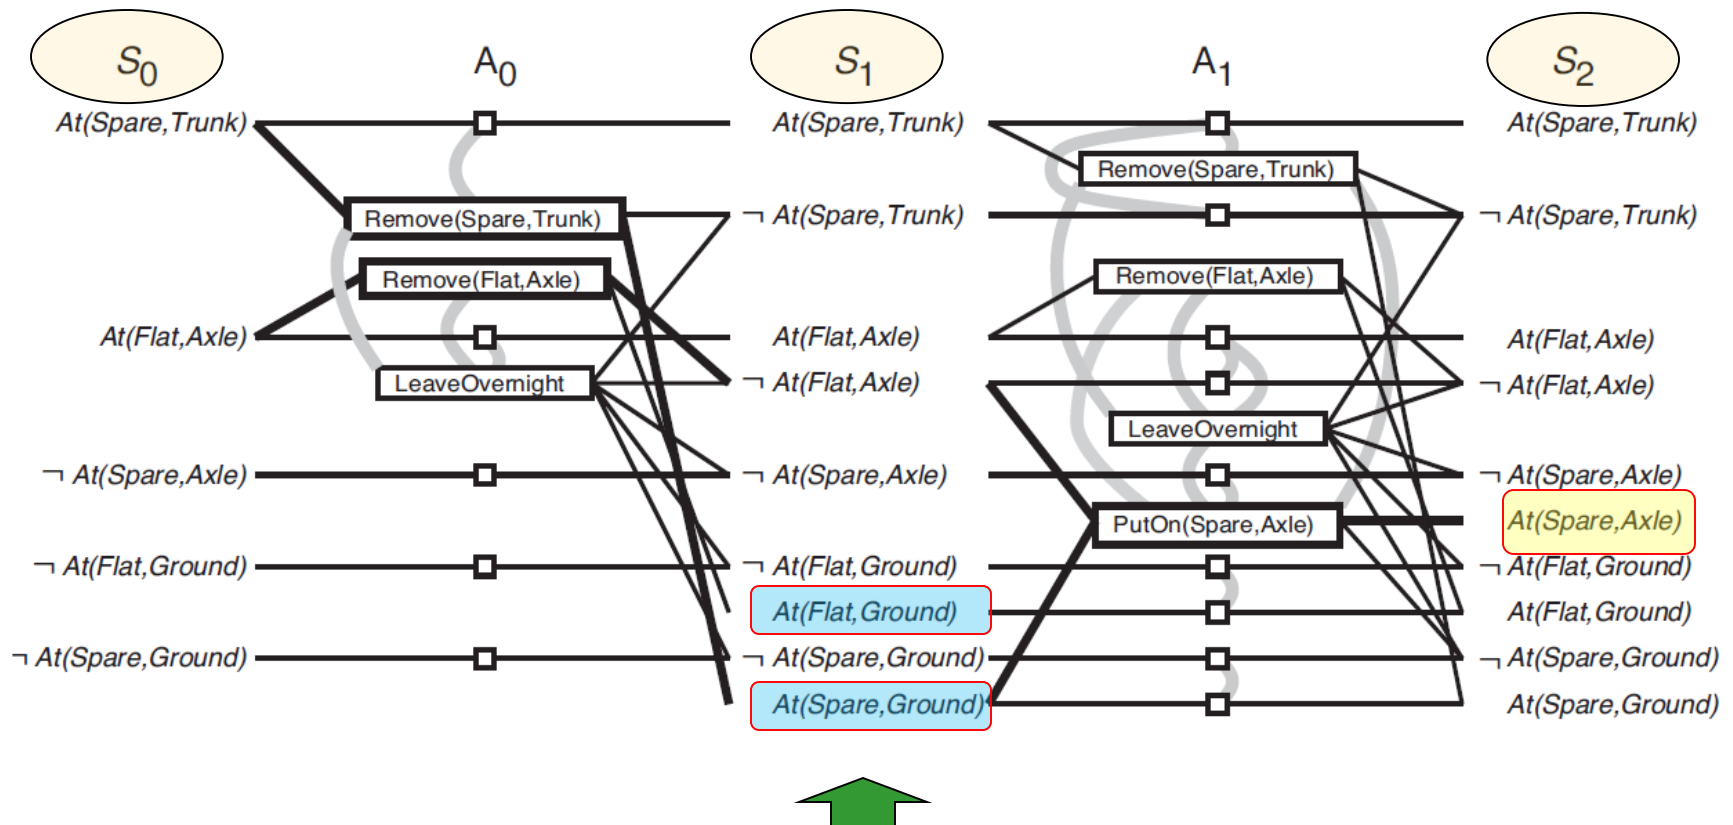 S0 A0 S1 A1 S2
At(Spare,Trunk) At(Spare,Trunk) At(Spare,Trunk)
Remove(Spare,Trunk)
Remove(Spare,Trunk) ¬ At(Spare,Trunk) ¬ At(Spare,Trunk)
Remove(Flat,Axle) Remove(Flat,Axle)
At(Flat,Axle) At(Flat,Axle) At(Flat,Axle)
LeaveOvernight ¬ At(Flat,Axle) ¬ At(Flat,Axle)
LeaveOvernight
¬ At(Spare,Axle) ¬ At(Spare,Axle) ¬ At(Spare,Axle)
PutOn(Spare,Axle) At(Spare,Axle)
¬ At(Flat,Ground) ¬ At(Flat,Ground) ¬ At(Flat,Ground)
At(Flat,Ground) At(Flat,Ground)
¬ At(Spare,Ground) ¬ At(Spare,Ground) ¬ At(Spare,Ground)
At(Spare,Ground) At(Spare,Ground)